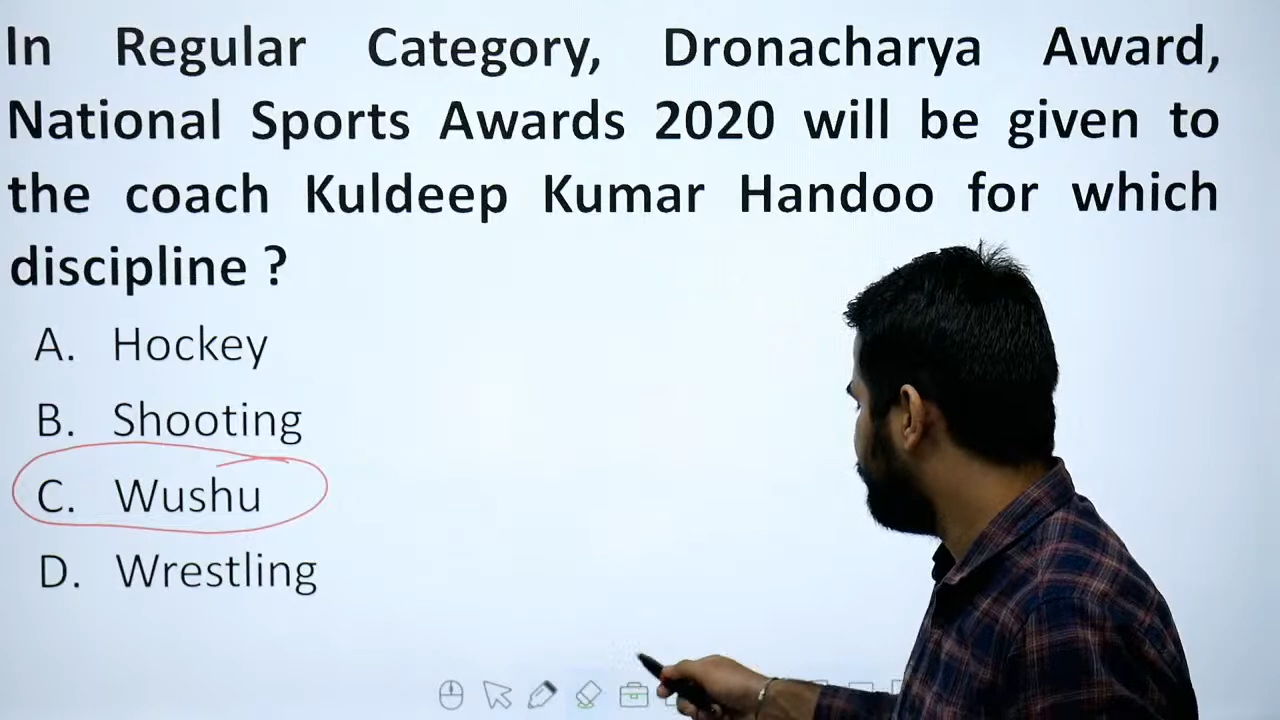 In Regular Category, Dronacharya Award,
National Sports Awards 2020 will be given to
the coach Kuldeep Kumar Handoo for which
discipline ?
A. Hockey
B. Shooting
C. Wushu
D. Wrestling